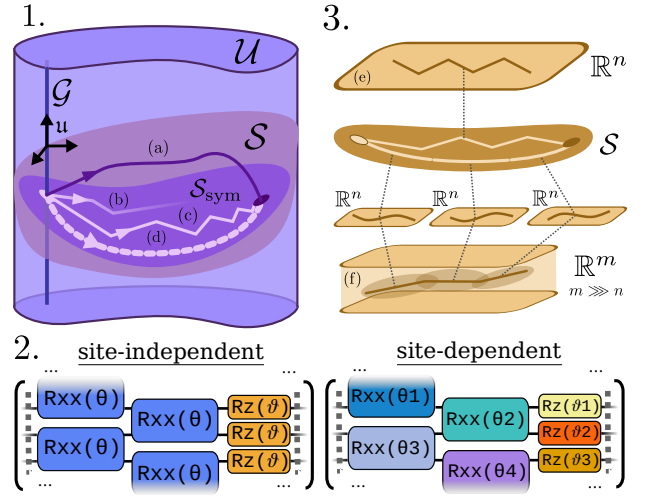 1.
𝒰
𝒢
𝔲
𝒮
(a)
(b)
𝒮sym
(c)
(d)
3.
(e)
ℝⁿ
𝒮
ℝⁿ
ℝⁿ
ℝⁿ
(f)
ℝᵐ
m ⋙ n
2.
site-independent
...
...
Rxx(θ)
Rxx(θ)
Rz(ϑ)
Rxx(θ)
Rz(ϑ)
Rxx(θ)
Rz(ϑ)
...
...
site-dependent
...
...
Rxx(θ1)
Rxx(θ2)
Rz(ϑ1)
Rxx(θ3)
Rz(ϑ2)
Rxx(θ4)
Rz(ϑ3)
...
...